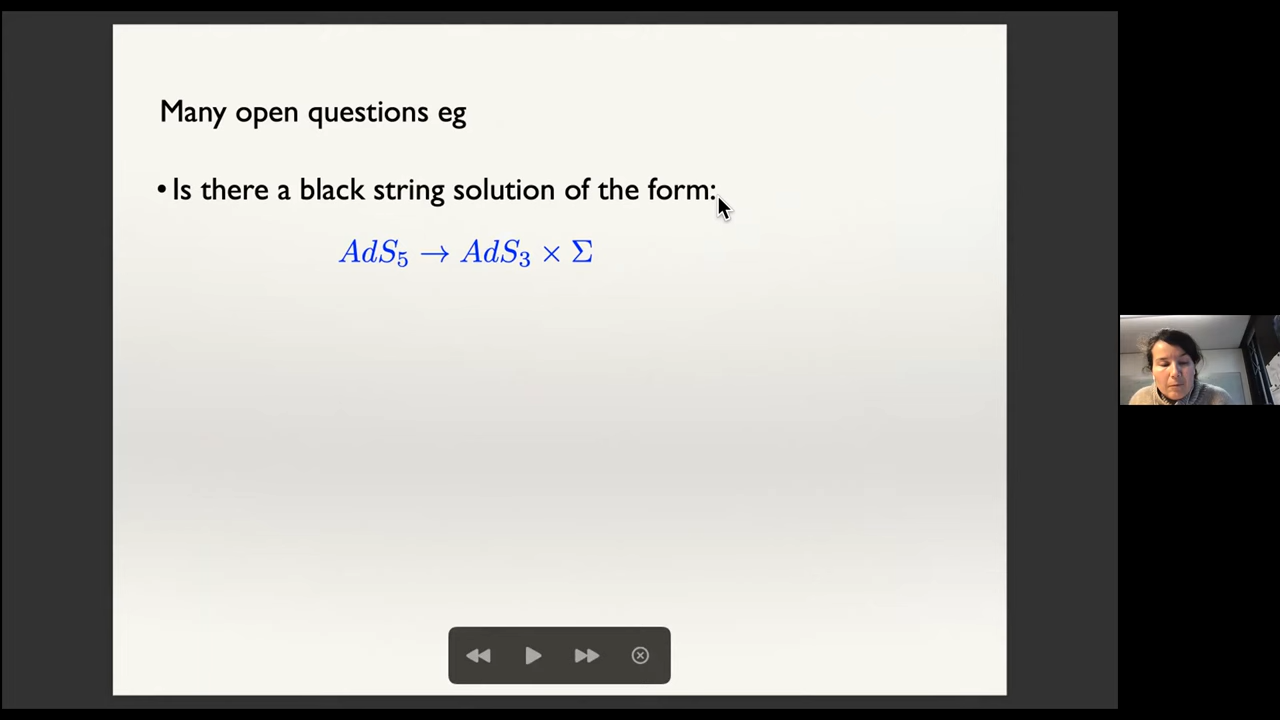 Many open questions eg
• Is there a black string solution of the form:
AdS₅ → AdS₃ × Σ